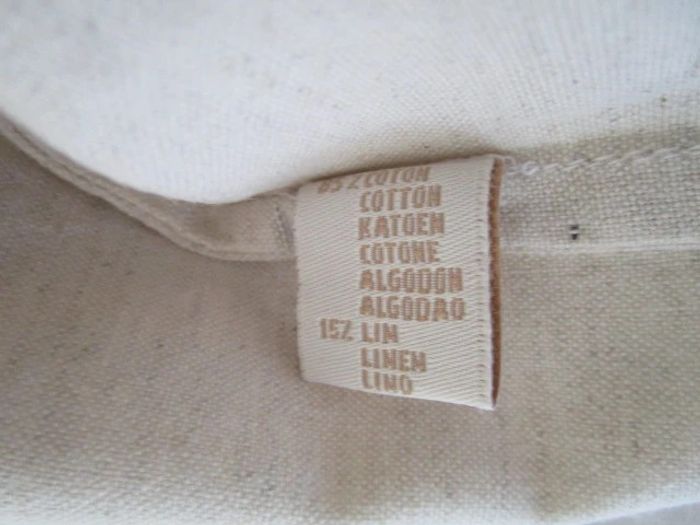 85% COTON
COTTON
KATOEN
COTONE
ALGODON
ALGODAO
15% LIN
LINEN
LINO